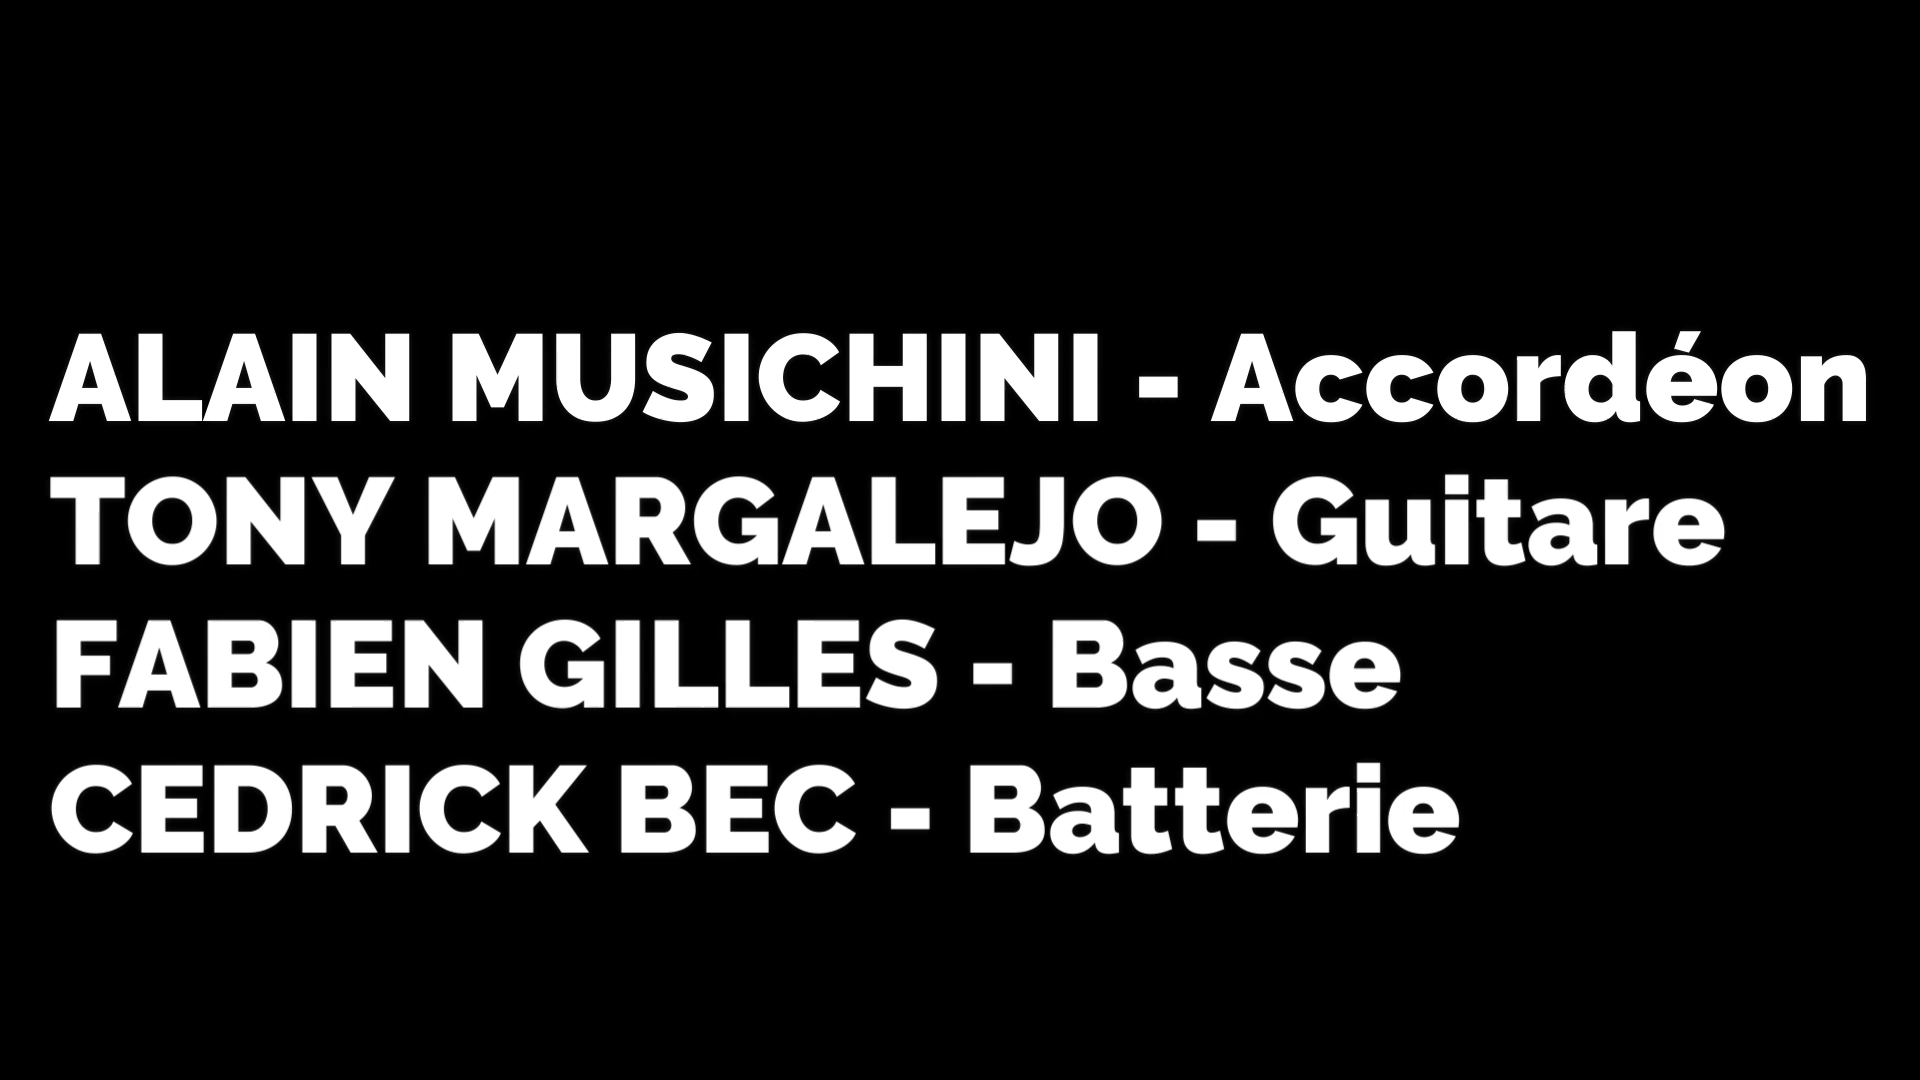 ALAIN MUSICHINI - Accordéon
TONY MARGALEJO - Guitare
FABIEN GILLES - Basse
CEDRICK BEC - Batterie